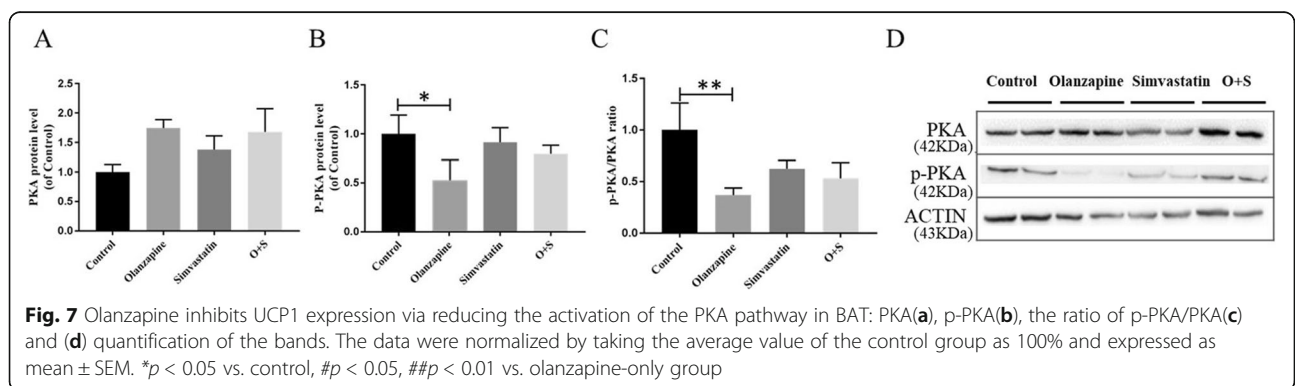 A
B
C
D
PKA protein level
(of Control)
2.5
2.0
1.5
1.0
0.5
0.0
Control
Olanzapine
Simvastatin
O+S
P-PKA protein level
(of Control)
1.5
1.0
0.5
0.0
*
Control
Olanzapine
Simvastatin
O+S
p-PKA/PKA ratio
1.5
1.0
0.5
0.0
**
Control
Olanzapine
Simvastatin
O+S
Control Olanzapine Simvastatin O+S
PKA
(42KDa)
p-PKA
(42KDa)
ACTIN
(43KDa)
Fig. 7 Olanzapine inhibits UCP1 expression via reducing the activation of the PKA pathway in BAT: PKA(a), p-PKA(b), the ratio of p-PKA/PKA(c)
and (d) quantification of the bands. The data were normalized by taking the average value of the control group as 100% and expressed as
mean ± SEM. *p < 0.05 vs. control, #p < 0.05, ##p < 0.01 vs. olanzapine-only group